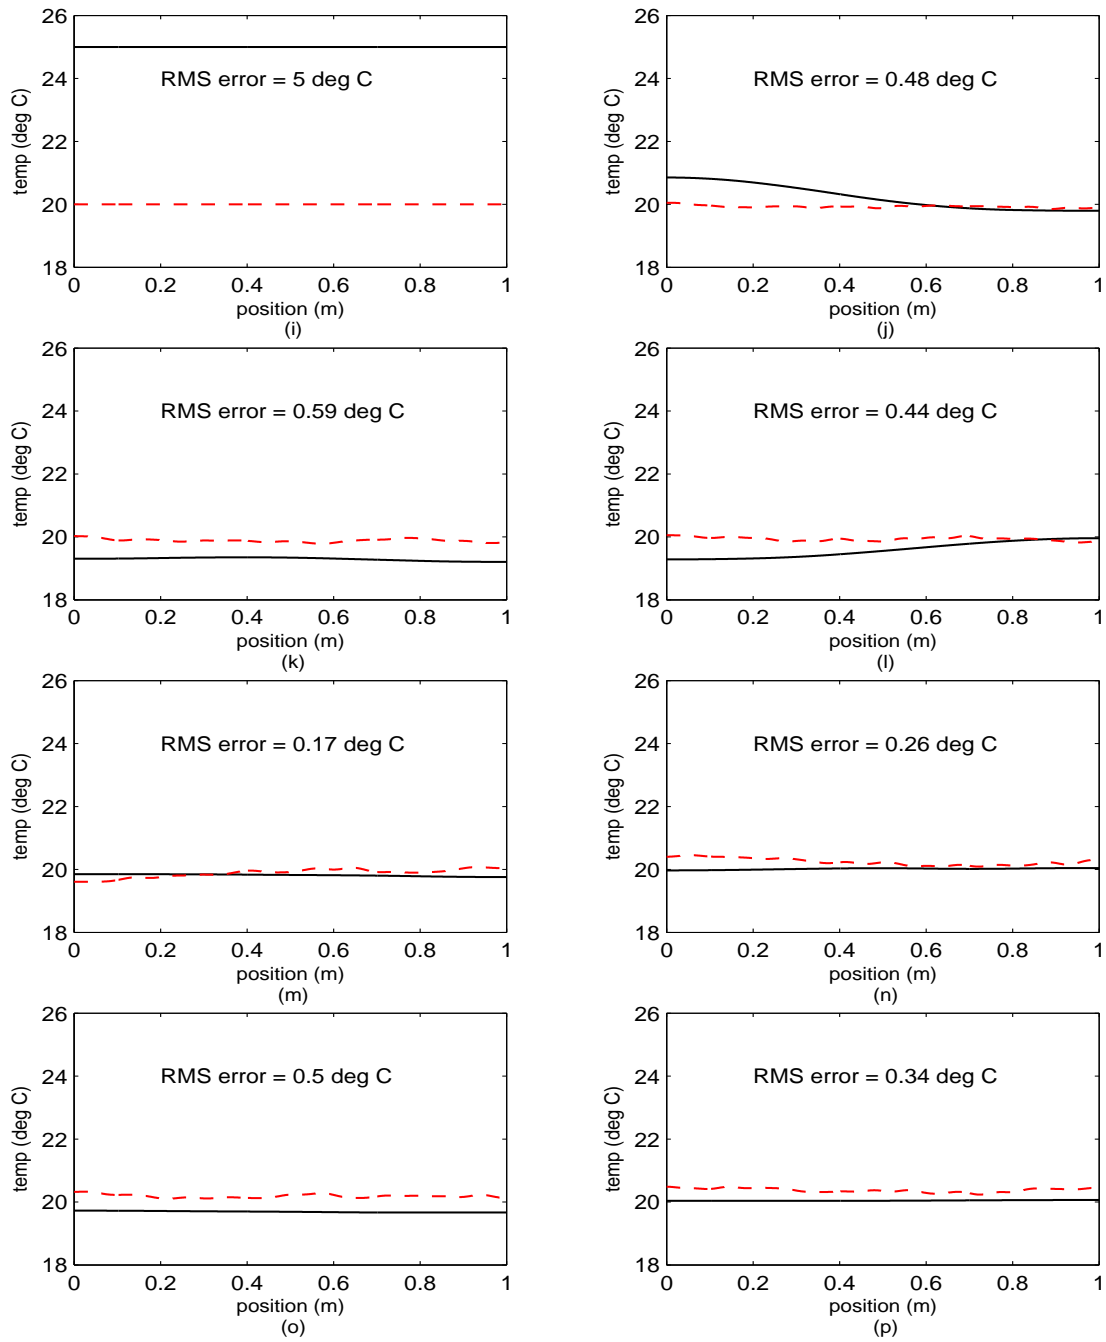 26
24
22
20
18
temp (deg C)
RMS error = 5 deg C
0 0.2 0.4 0.6 0.8 1
position (m)
(i)
26
24
22
20
18
temp (deg C)
RMS error = 0.48 deg C
0 0.2 0.4 0.6 0.8 1
position (m)
(j)
26
24
22
20
18
temp (deg C)
RMS error = 0.59 deg C
0 0.2 0.4 0.6 0.8 1
position (m)
(k)
26
24
22
20
18
temp (deg C)
RMS error = 0.44 deg C
0 0.2 0.4 0.6 0.8 1
position (m)
(l)
26
24
22
20
18
temp (deg C)
RMS error = 0.17 deg C
0 0.2 0.4 0.6 0.8 1
position (m)
(m)
26
24
22
20
18
temp (deg C)
RMS error = 0.26 deg C
0 0.2 0.4 0.6 0.8 1
position (m)
(n)
26
24
22
20
18
temp (deg C)
RMS error = 0.5 deg C
0 0.2 0.4 0.6 0.8 1
position (m)
(o)
26
24
22
20
18
temp (deg C)
RMS error = 0.34 deg C
0 0.2 0.4 0.6 0.8 1
position (m)
(p)